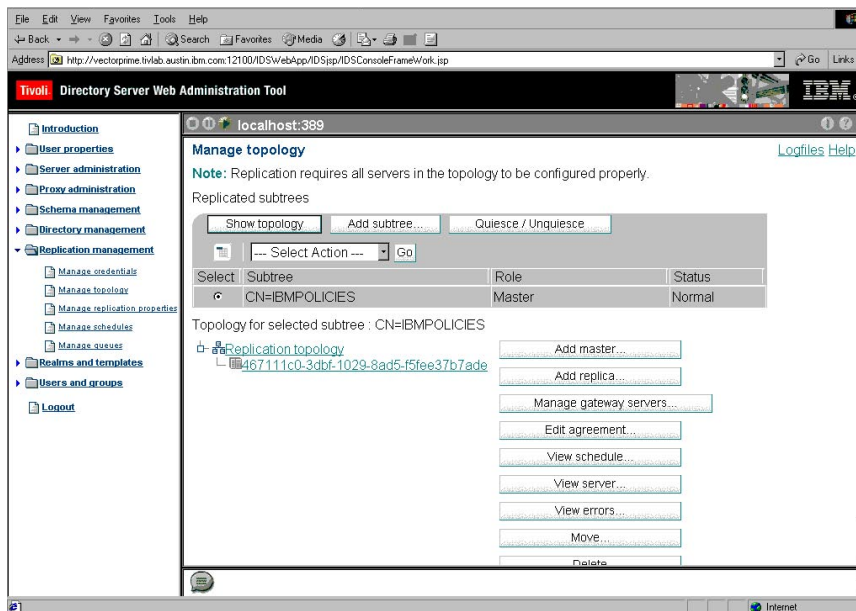 File Edit View Favorites Tools Help
Back Search Favorites Media
Address http://vectorprime.tivlab.austin.ibm.com:12100/IDSWebApp/IDSjsp/IDSConsoleFrameWork.jsp Go Links
Tivoli Directory Server Web Administration Tool IBM
Introduction
User properties
Server administration
Proxy administration
Schema management
Directory management
Replication management
Manage credentials
Manage topology
Manage replication properties
Manage schedules
Manage queues
Realms and templates
Users and groups
Logout
localhost:389
Manage topology Logfiles Help
Note: Replication requires all servers in the topology to be configured properly.
Replicated subtrees
Show topology Add subtree... Quiesce / Unquiesce
--- Select Action --- Go
Select Subtree Role Status
CN=IBMPOLICIES Master Normal
Topology for selected subtree : CN=IBMPOLICIES
Replication topology
467111c0-3dbf-1029-8ad5-f5fee37b7ade
Add master...
Add replica...
Manage gateway servers...
Edit agreement...
View schedule...
View server...
View errors...
Move...
Delete
Internet